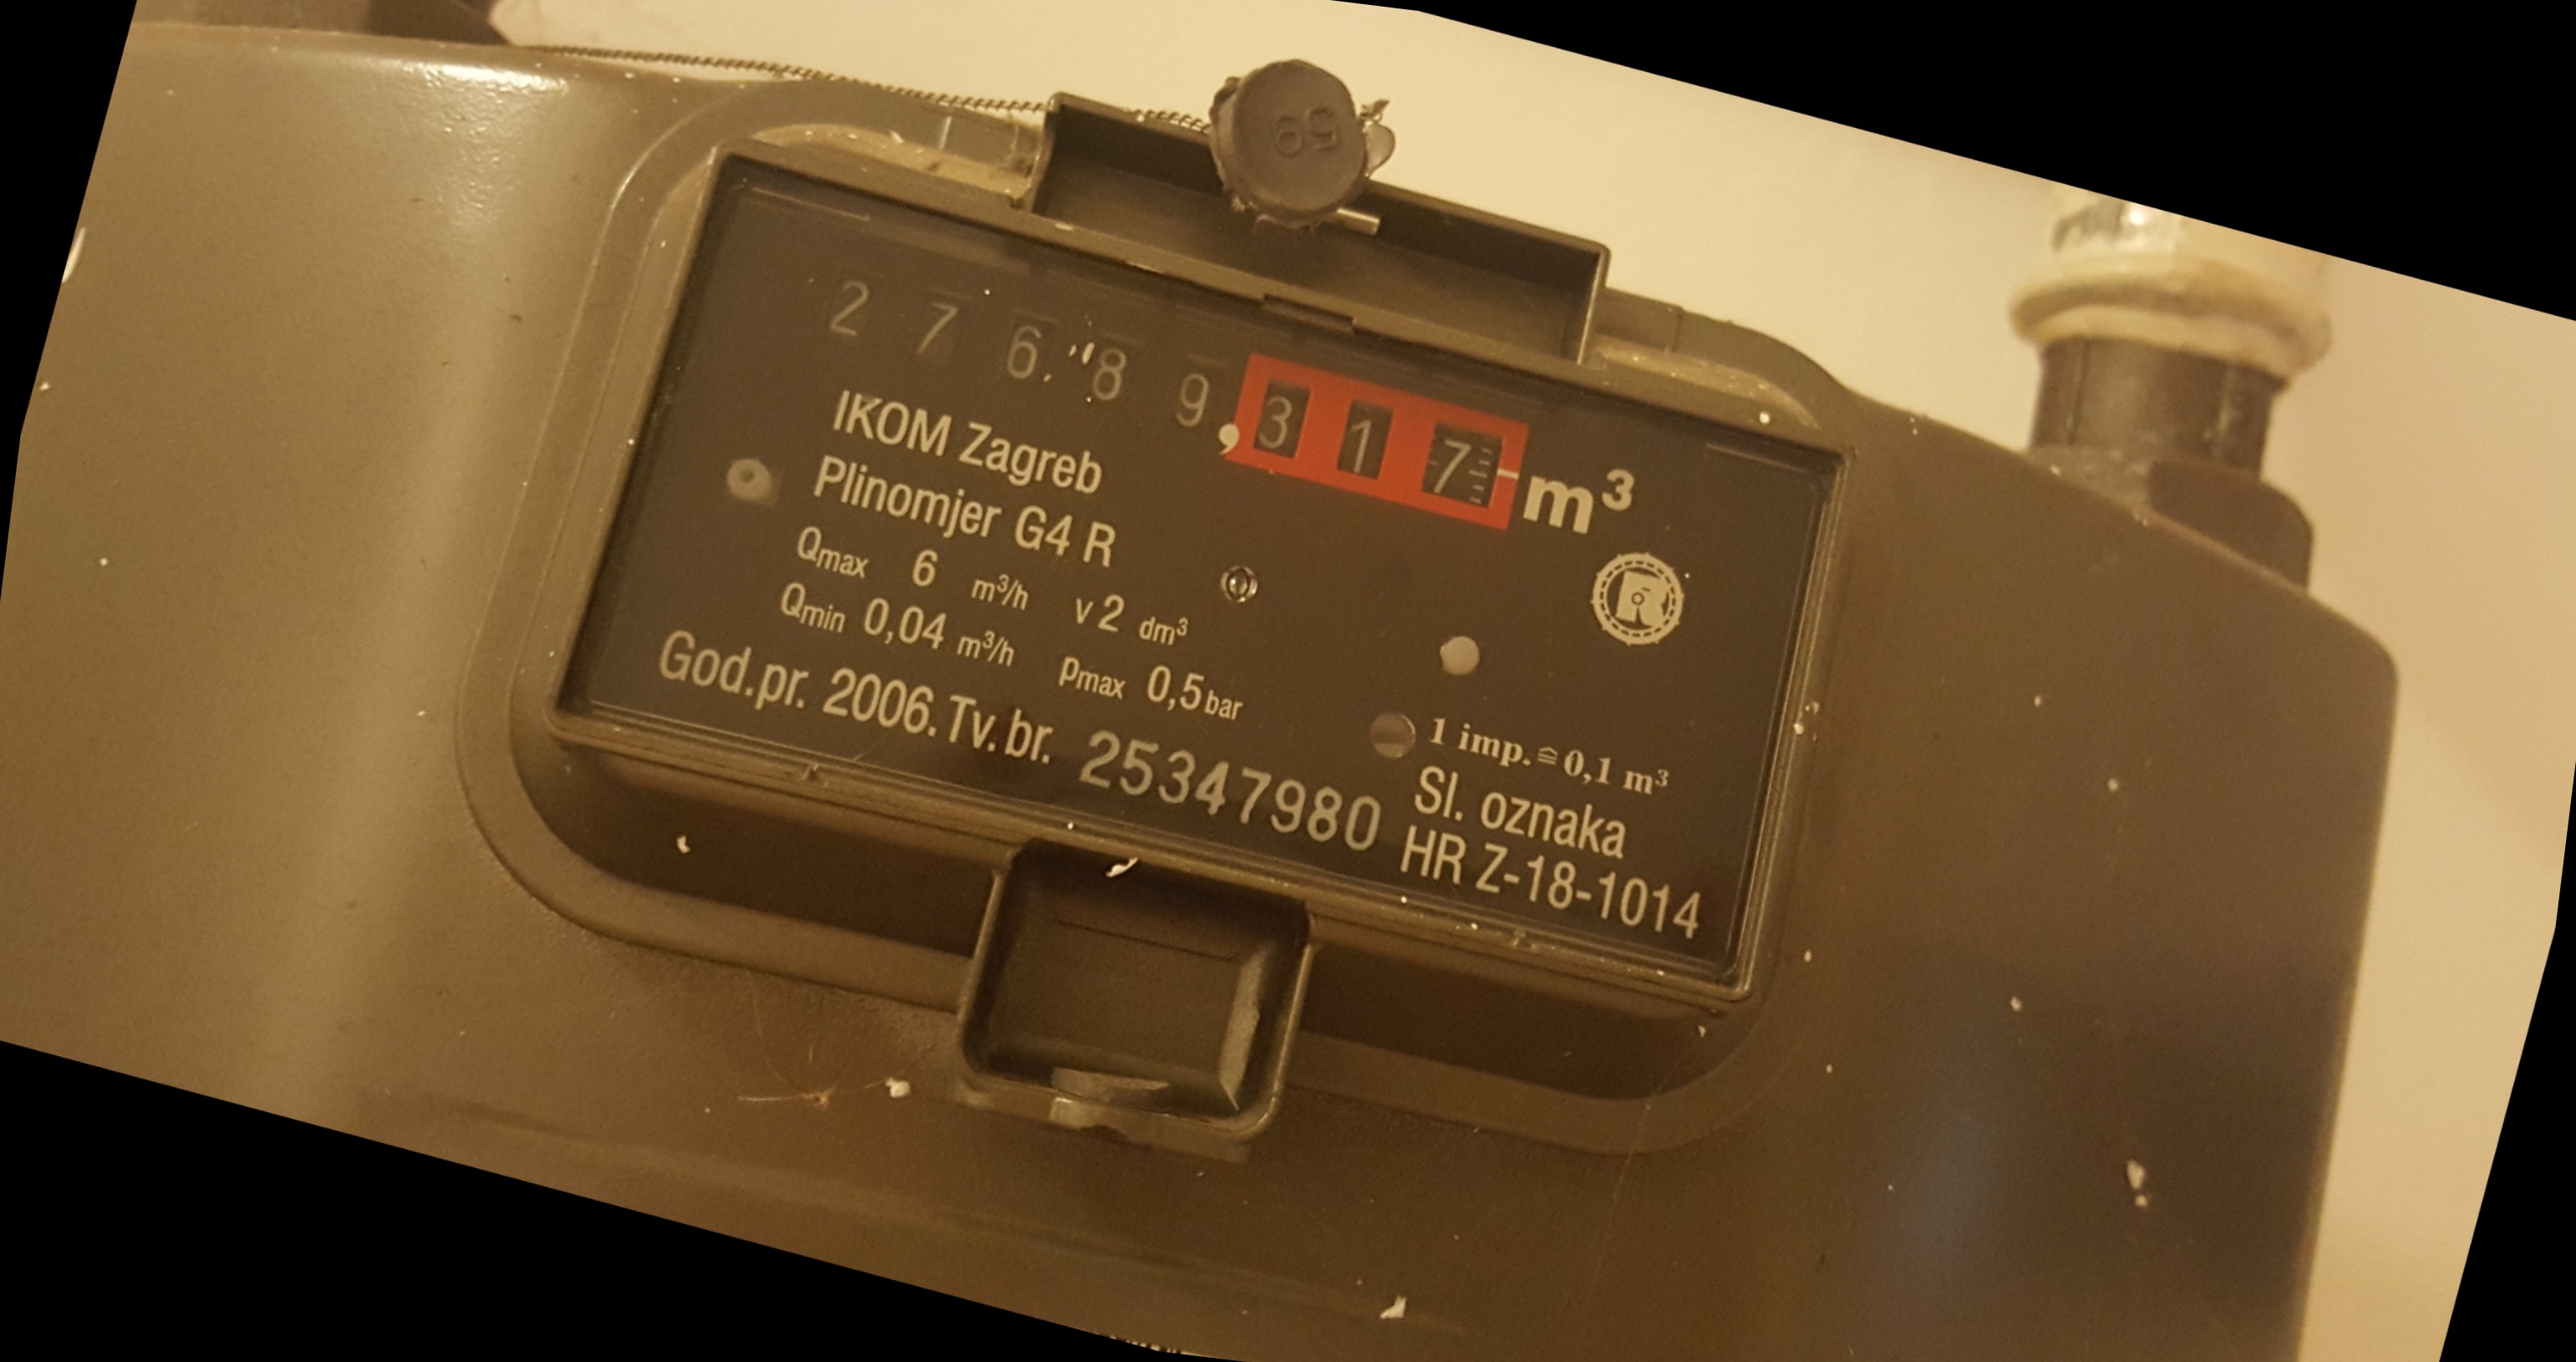 59
2 7 6. 8 9, 3 1 7 m³
IKOM Zagreb
Plinomjer G4 R
Qmax 6 m³/h v 2 dm³
Qmin 0,04 m³/h pmax 0,5 bar
God.pr. 2006. Tv. br. 25347980
R
1 imp. ≙ 0,1 m³
Sl. oznaka
HR Z-18-1014